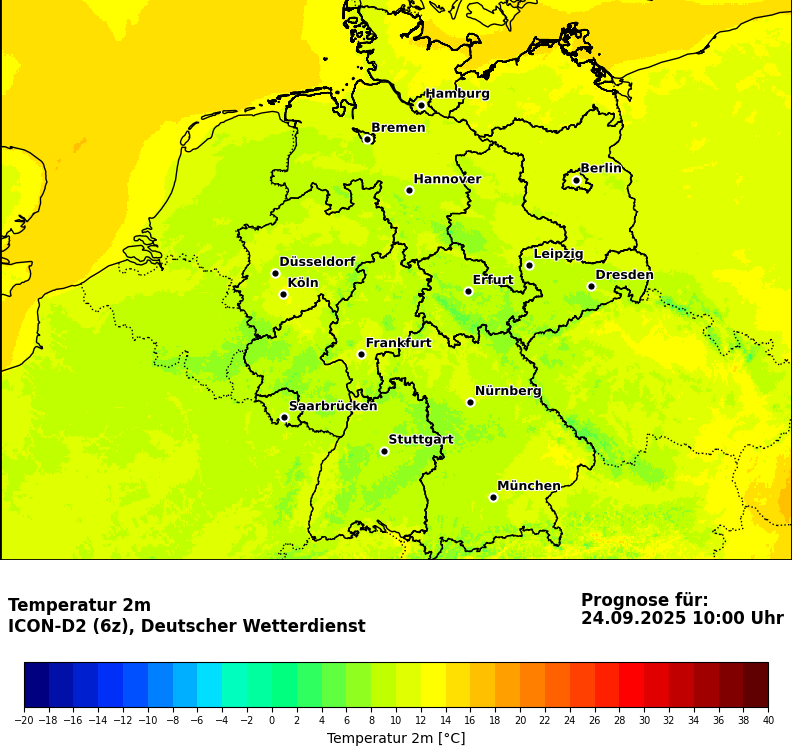 Hamburg
Bremen
Berlin
Hannover
Leipzig
Düsseldorf
Dresden
Köln
Erfurt
Frankfurt
Nürnberg
Saarbrücken
Stuttgart
München
Temperatur 2m
ICON-D2 (6z), Deutscher Wetterdienst
Prognose für:
24.09.2025 10:00 Uhr
−20 −18 −16 −14 −12 −10 −8 −6 −4 −2 0 2 4 6 8 10 12 14 16 18 20 22 24 26 28 30 32 34 36 38 40
Temperatur 2m [°C]